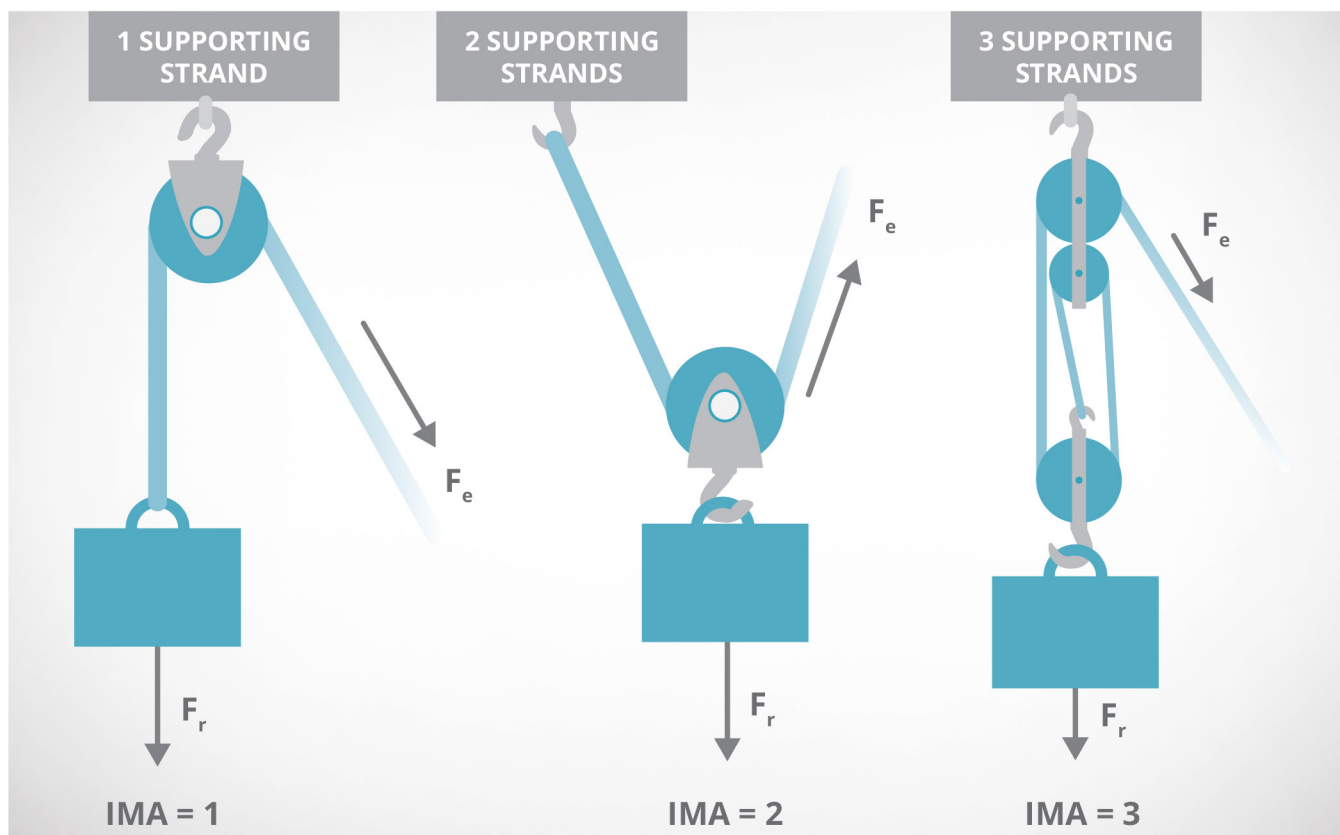 1 SUPPORTING
STRAND
2 SUPPORTING
STRANDS
3 SUPPORTING
STRANDS
Fe
Fe
Fe
Fr
Fr
Fr
IMA = 1
IMA = 2
IMA = 3